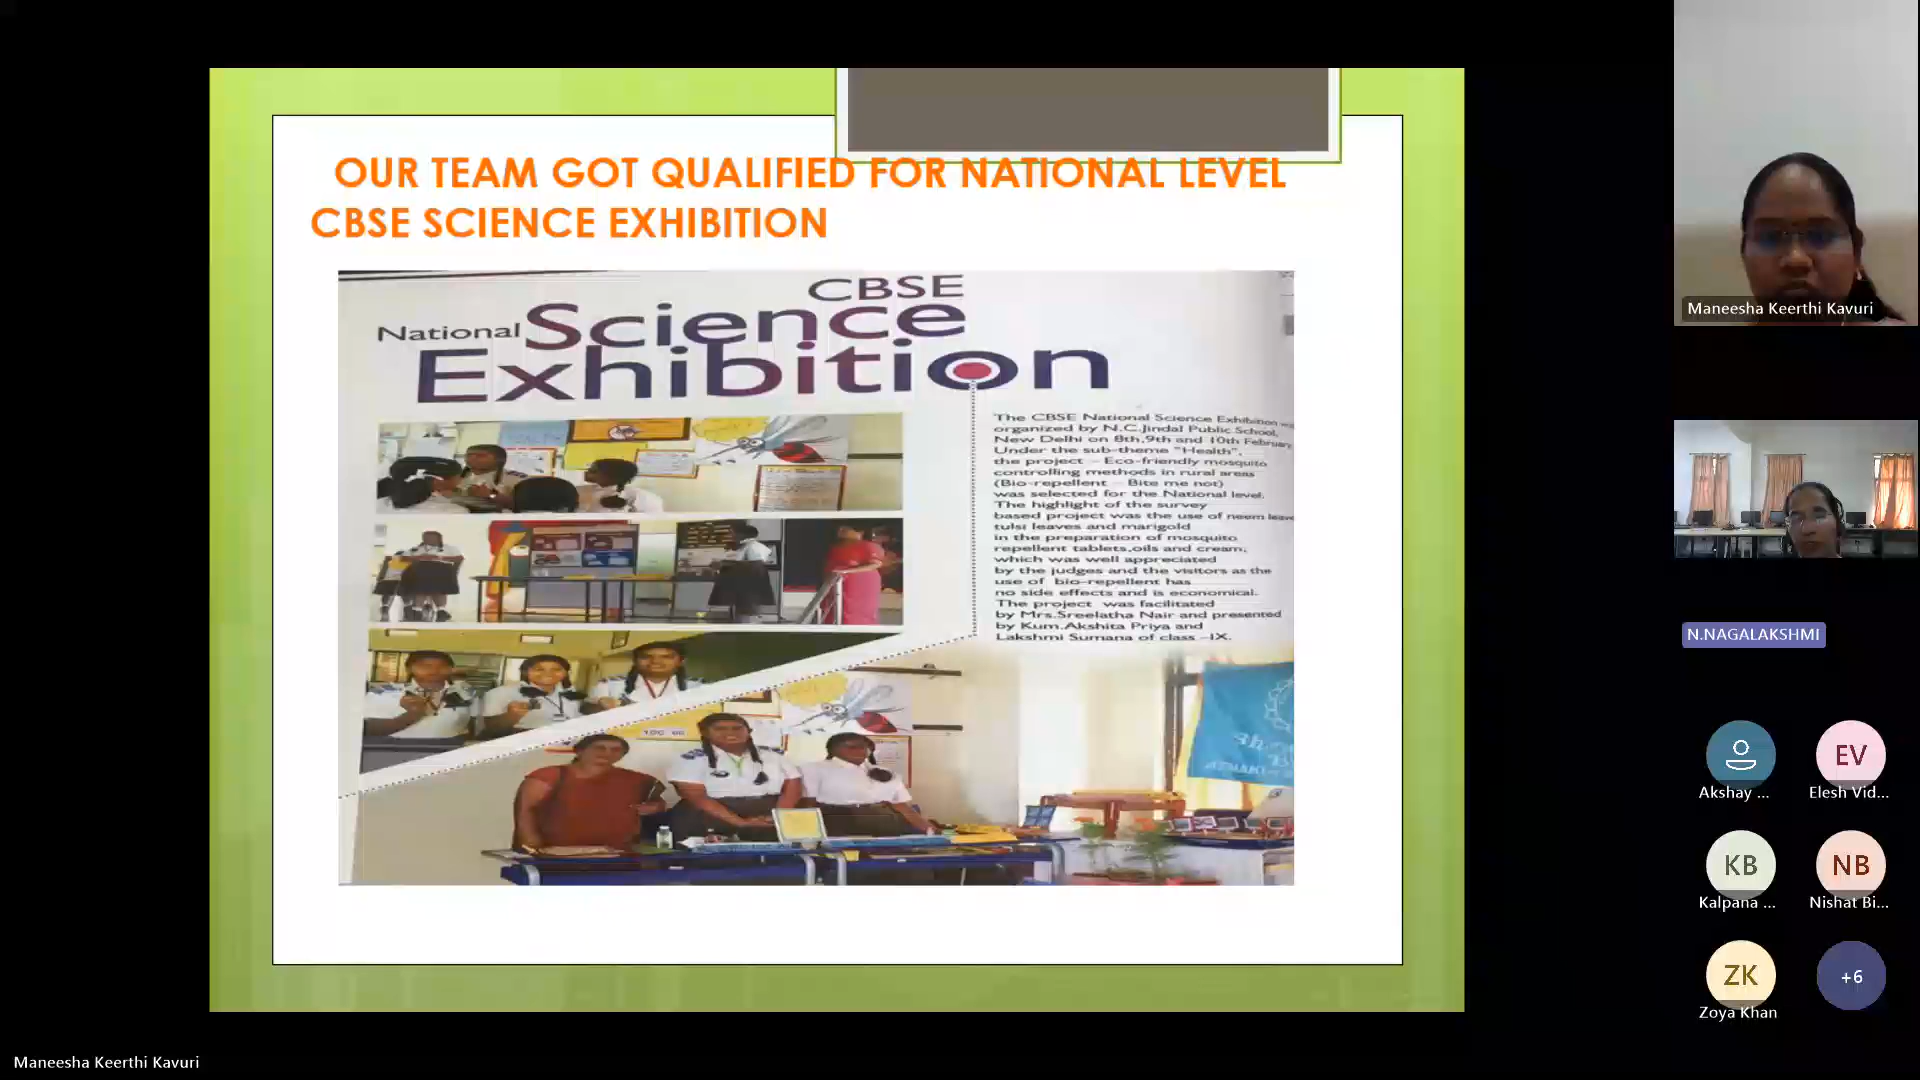 OUR TEAM GOT QUALIFIED FOR NATIONAL LEVEL
CBSE SCIENCE EXHIBITION
CBSE
National Science
Exhibition
The CBSE National Science Exhibition
organized by N.C.Jindal Public School,
New Delhi on 8th,9th and 10th February
Under the sub-theme "Health",
the project – Eco-friendly mosquito
controlling methods in rural areas
(Bio-repellent – Bite me not)
was selected for the National level.
The highlight of the survey
based project was the use of neem leave
tulsi leaves and marigold
in the preparation of mosquito
repellent tablets,oils and cream,
which was well appreciated
by the judges and the visitors as the
use of bio-repellent has
no side effects and is economical.
The project was facilitated
by Mrs.Sreelatha Nair and presented
by Kum.Akshita Priya and
Lakshmi Sumana of class –IX.
Maneesha Keerthi Kavuri
N.NAGALAKSHMI
EV
Akshay ...
Elesh Vid...
KB
NB
Kalpana ...
Nishat Bi...
ZK
+6
Zoya Khan
Maneesha Keerthi Kavuri